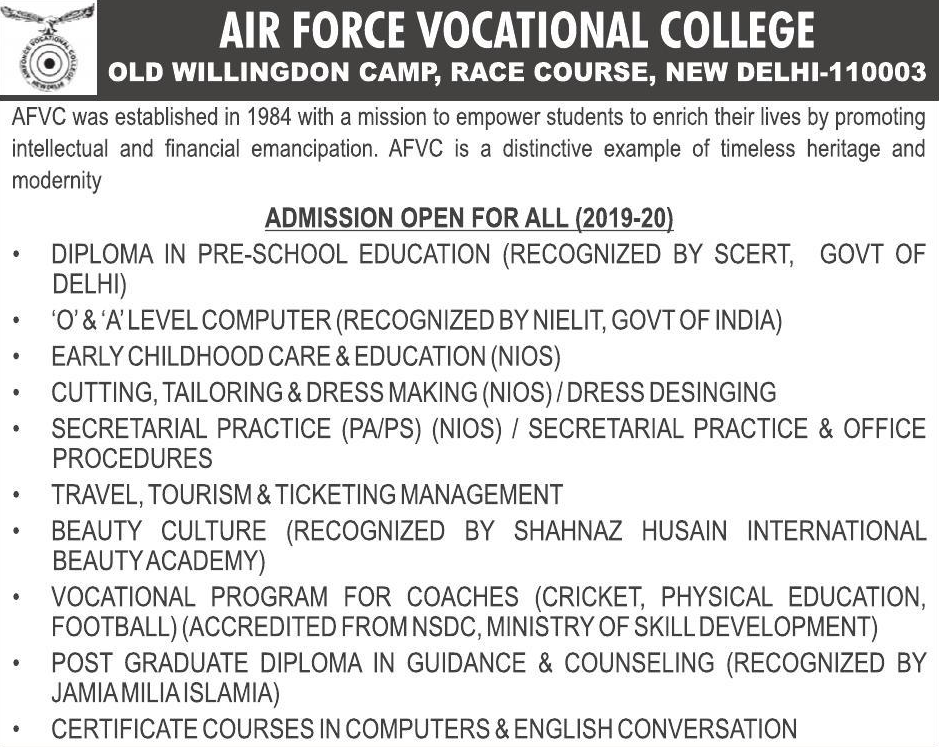 AIRFORCE VOCATIONAL COLLEGE
NEW DELHI
AIR FORCE VOCATIONAL COLLEGE
OLD WILLINGDON CAMP, RACE COURSE, NEW DELHI-110003
AFVC was established in 1984 with a mission to empower students to enrich their lives by promoting
intellectual and financial emancipation. AFVC is a distinctive example of timeless heritage and
modernity
ADMISSION OPEN FOR ALL (2019-20)
• DIPLOMA IN PRE-SCHOOL EDUCATION (RECOGNIZED BY SCERT, GOVT OF
DELHI)
• ‘O’ & ‘A’ LEVEL COMPUTER (RECOGNIZED BY NIELIT, GOVT OF INDIA)
• EARLY CHILDHOOD CARE & EDUCATION (NIOS)
• CUTTING, TAILORING & DRESS MAKING (NIOS) / DRESS DESINGING
• SECRETARIAL PRACTICE (PA/PS) (NIOS) / SECRETARIAL PRACTICE & OFFICE
PROCEDURES
• TRAVEL, TOURISM & TICKETING MANAGEMENT
• BEAUTY CULTURE (RECOGNIZED BY SHAHNAZ HUSAIN INTERNATIONAL
BEAUTY ACADEMY)
• VOCATIONAL PROGRAM FOR COACHES (CRICKET, PHYSICAL EDUCATION,
FOOTBALL) (ACCREDITED FROM NSDC, MINISTRY OF SKILL DEVELOPMENT)
• POST GRADUATE DIPLOMA IN GUIDANCE & COUNSELING (RECOGNIZED BY
JAMIA MILIA ISLAMIA)
• CERTIFICATE COURSES IN COMPUTERS & ENGLISH CONVERSATION